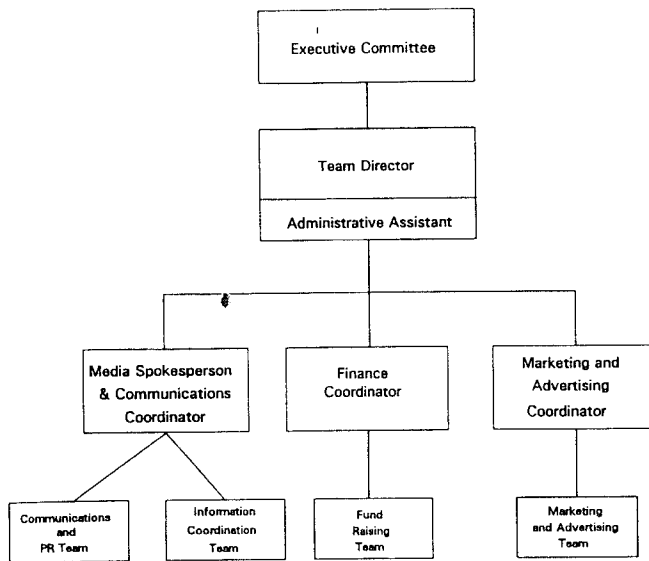 Executive Committee
Team Director
Administrative Assistant
Media Spokesperson
& Communications
Coordinator
Finance
Coordinator
Marketing and
Advertising
Coordinator
Communications
and
PR Team
Information
Coordination
Team
Fund
Raising
Team
Marketing
and Advertising
Team